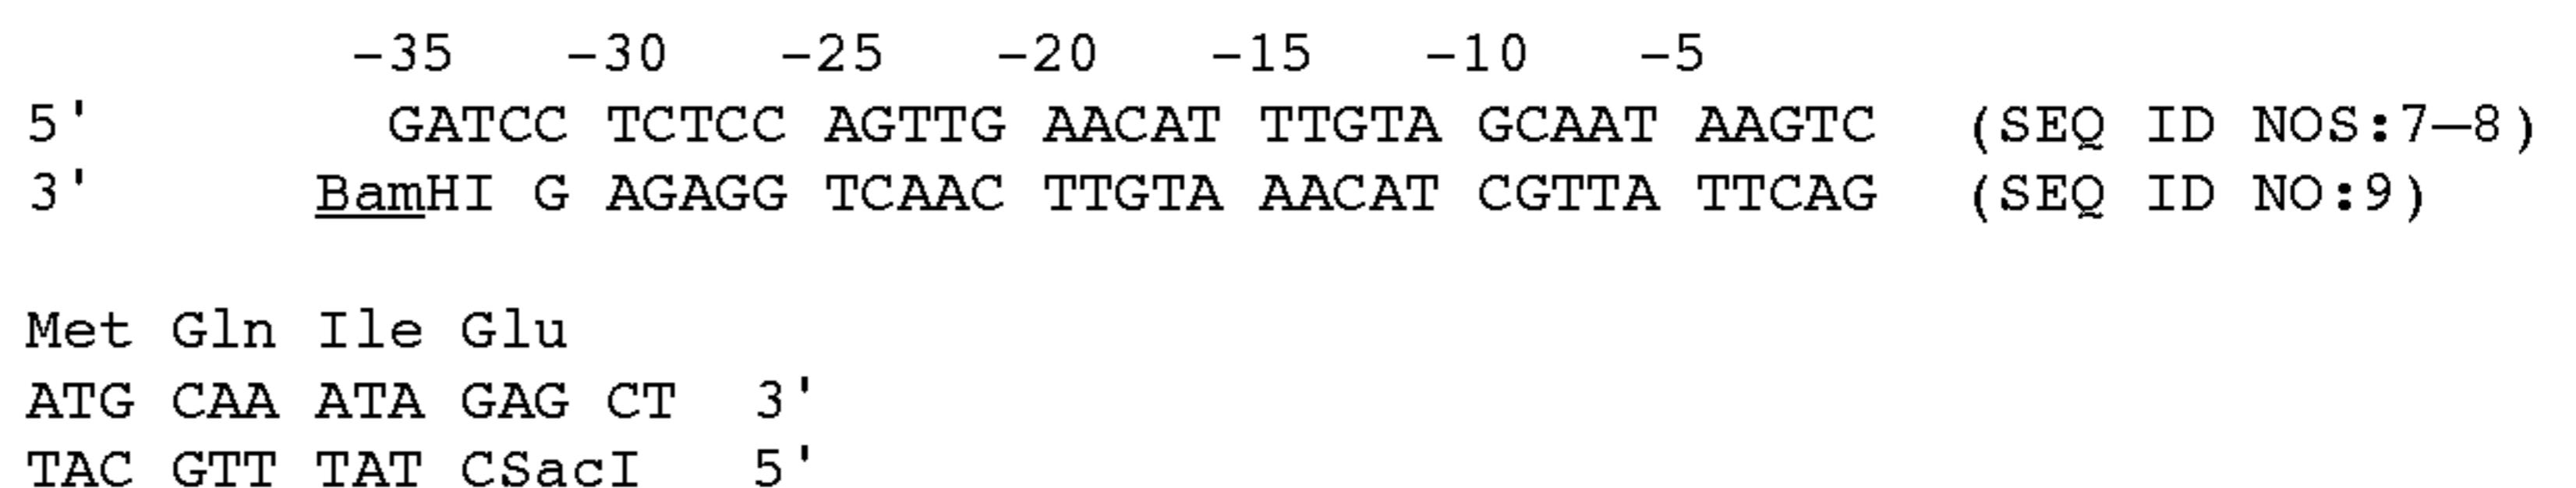 -35 -30 -25 -20 -15 -10 -5
5' GATCC TCTCC AGTTG AACAT TTGTA GCAAT AAGTC (SEQ ID NOS:7–8)
3' BamHI G AGAGG TCAAC TTGTA AACAT CGTTA TTCAG (SEQ ID NO:9)
Met Gln Ile Glu
ATG CAA ATA GAG CT 3'
TAC GTT TAT CSacI 5'